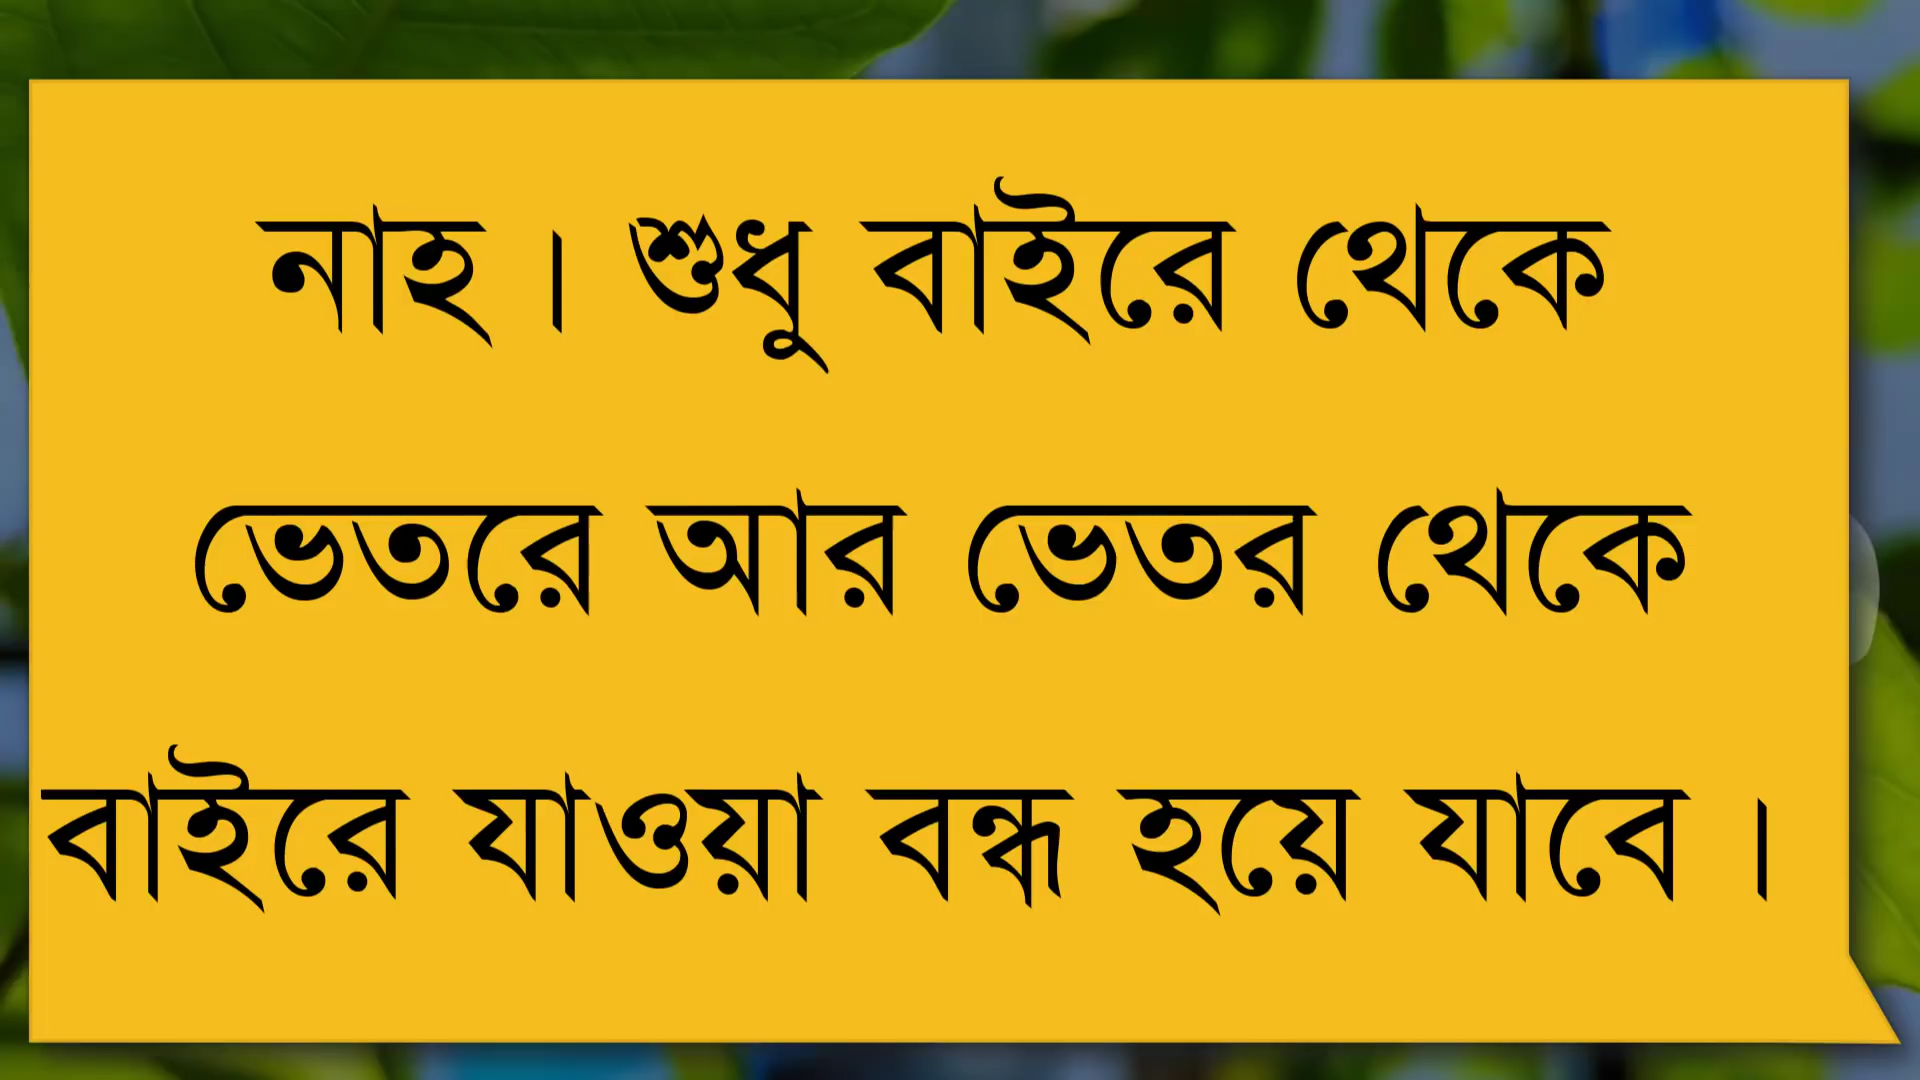 নাহ। শুধু বাইরে থেকে
ভেতরে আর ভেতর থেকে
বাইরে যাওয়া বন্ধ হয়ে যাবে।